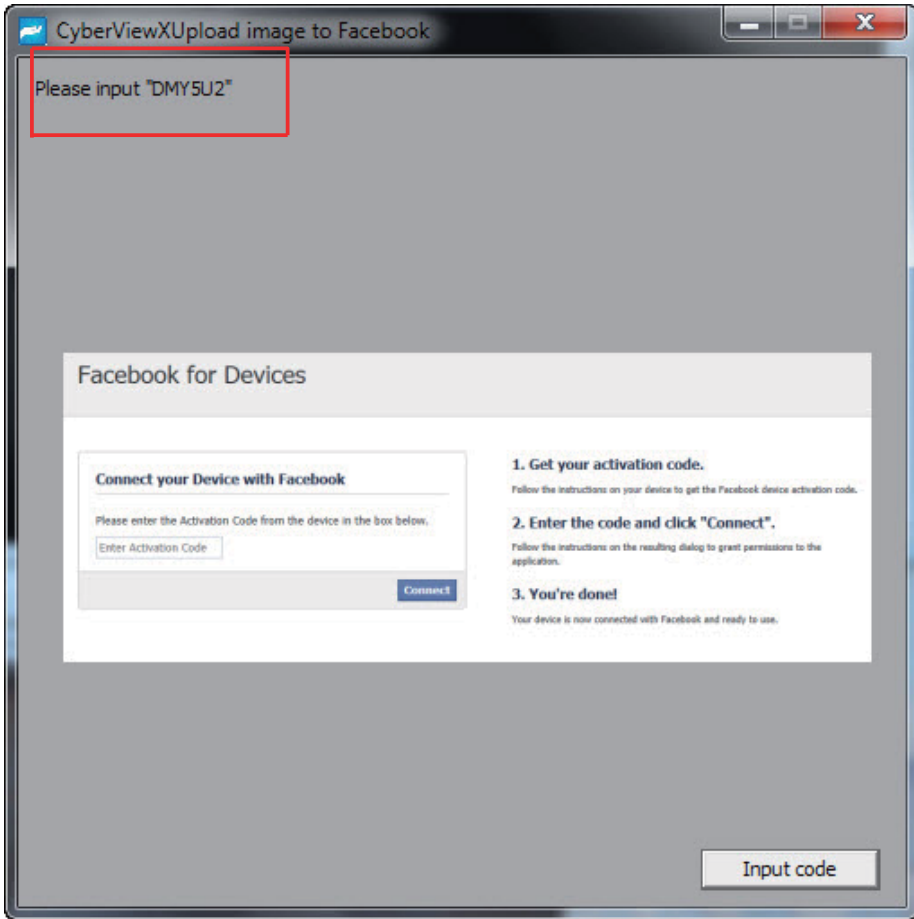 CyberViewXUpload image to Facebook
Please input "DMY5U2"
Facebook for Devices
Connect your Device with Facebook
Please enter the Activation Code from the device in the box below.
Enter Activation Code
Connect
1. Get your activation code.
Follow the instructions on your device to get the Facebook device activation code.
2. Enter the code and click "Connect".
Follow the instructions on the resulting dialog to grant permissions to the
application.
3. You're done!
Your device is now connected with Facebook and ready to use.
Input code